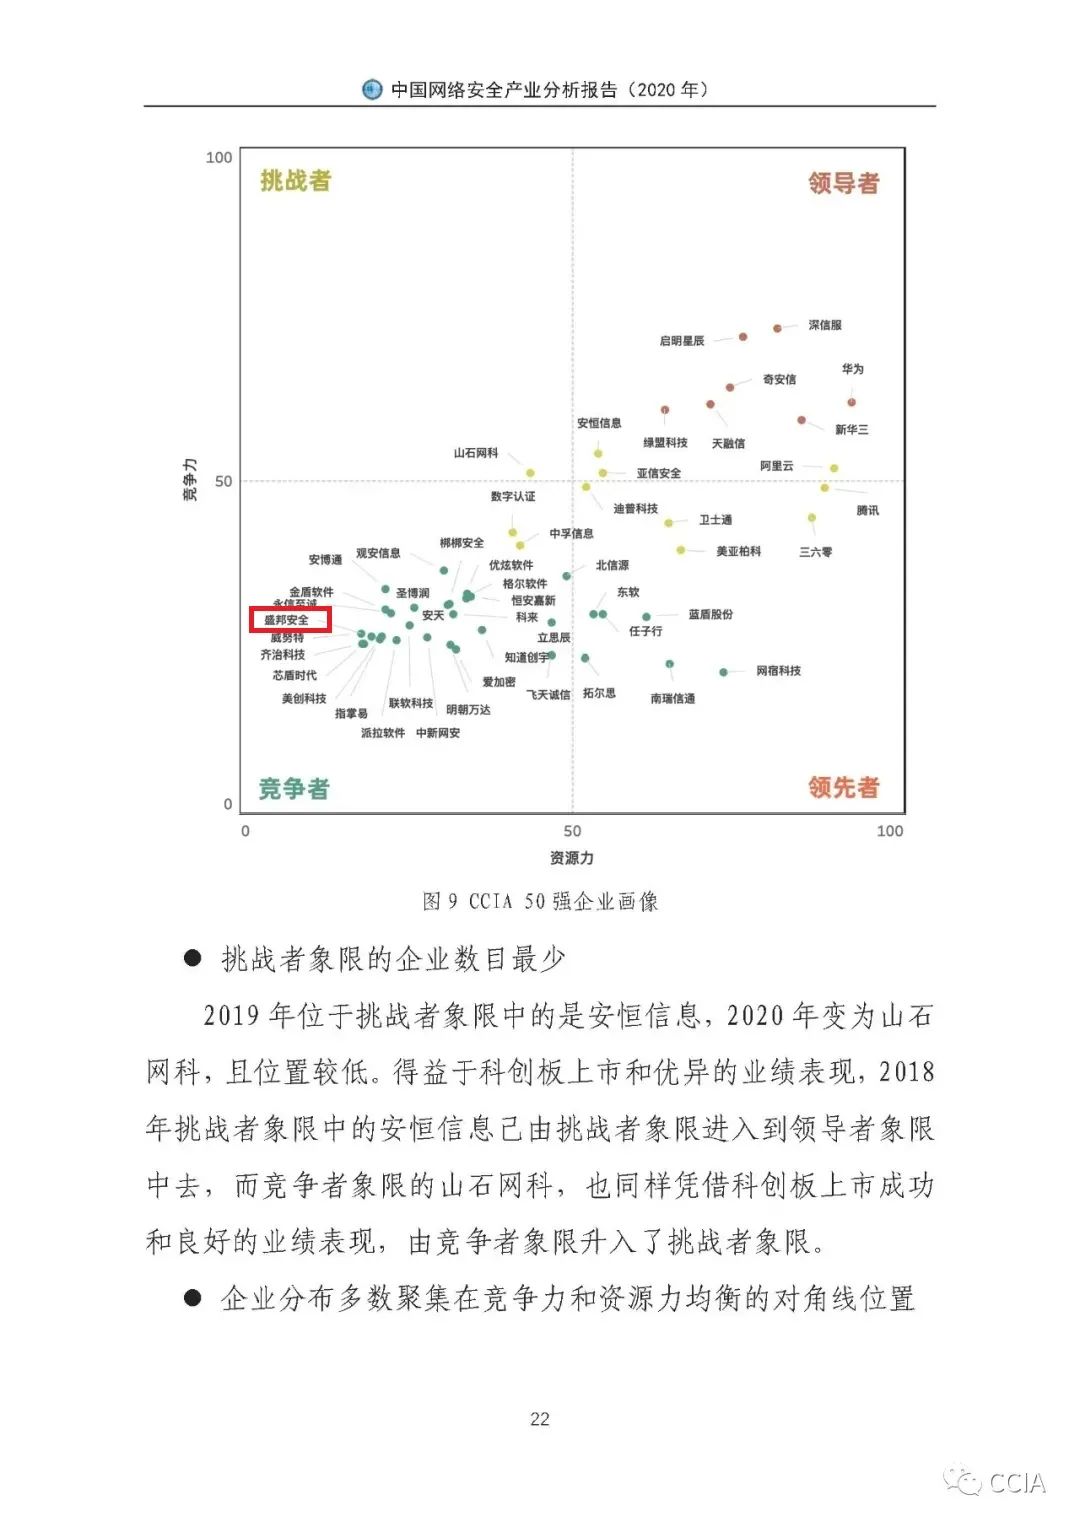 中国网络安全产业分析报告（2020 年）
100
挑战者
领导者
深信服
启明星辰
华为
奇安信
安恒信息
绿盟科技
天融信
新华三
山石网科
阿里云
亚信安全
竞争力
50
数字认证
迪普科技
腾讯
卫士通
中孚信息
梆梆安全
观安信息
美亚柏科
三六零
安博通
优炫软件
北信源
格尔软件
金盾软件
圣博润
东软
恒安嘉新
永信至诚
安天
科来
蓝盾股份
盛邦安全
任子行
威努特
立思辰
齐治科技
知道创宇
网宿科技
芯盾时代
爱加密
飞天诚信
拓尔思
南瑞信通
美创科技
联软科技
明朝万达
指掌易
派拉软件
中新网安
竞争者
领先者
0
0
50
100
资源力
图 9 CCIA 50 强企业画像
● 挑战者象限的企业数目最少
2019 年位于挑战者象限中的是安恒信息，2020 年变为山石
网科，且位置较低。得益于科创板上市和优异的业绩表现，2018
年挑战者象限中的安恒信息已由挑战者象限进入到领导者象限
中去，而竞争者象限的山石网科，也同样凭借科创板上市成功
和良好的业绩表现，由竞争者象限升入了挑战者象限。
● 企业分布多数聚集在竞争力和资源力均衡的对角线位置
22
CCIA